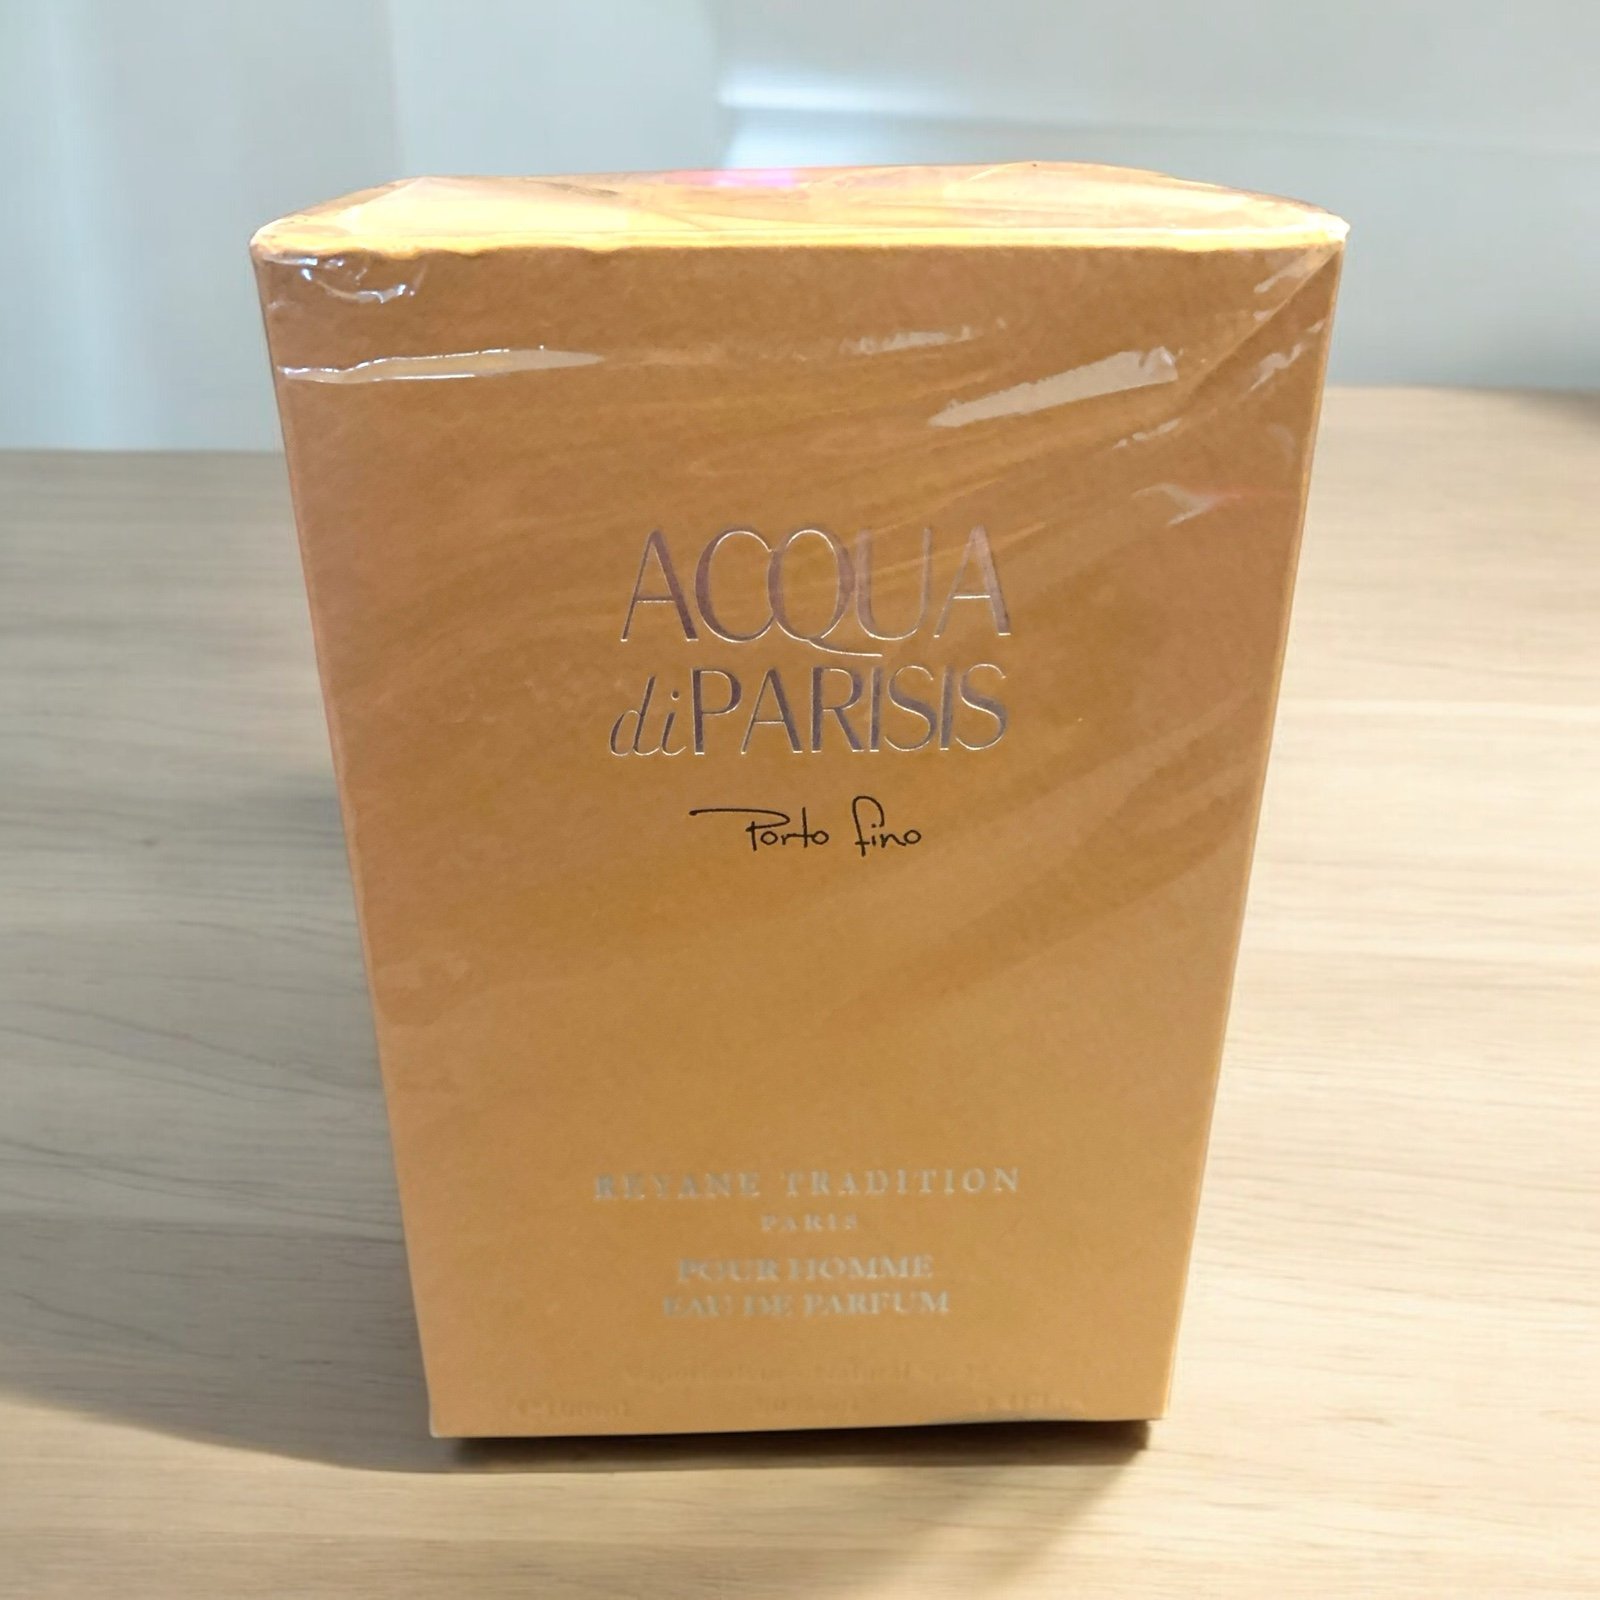 ACQUA
di PARISIS
Porto fino
REYANE TRADITION
PARIS
POUR HOMME
EAU DE PARFUM